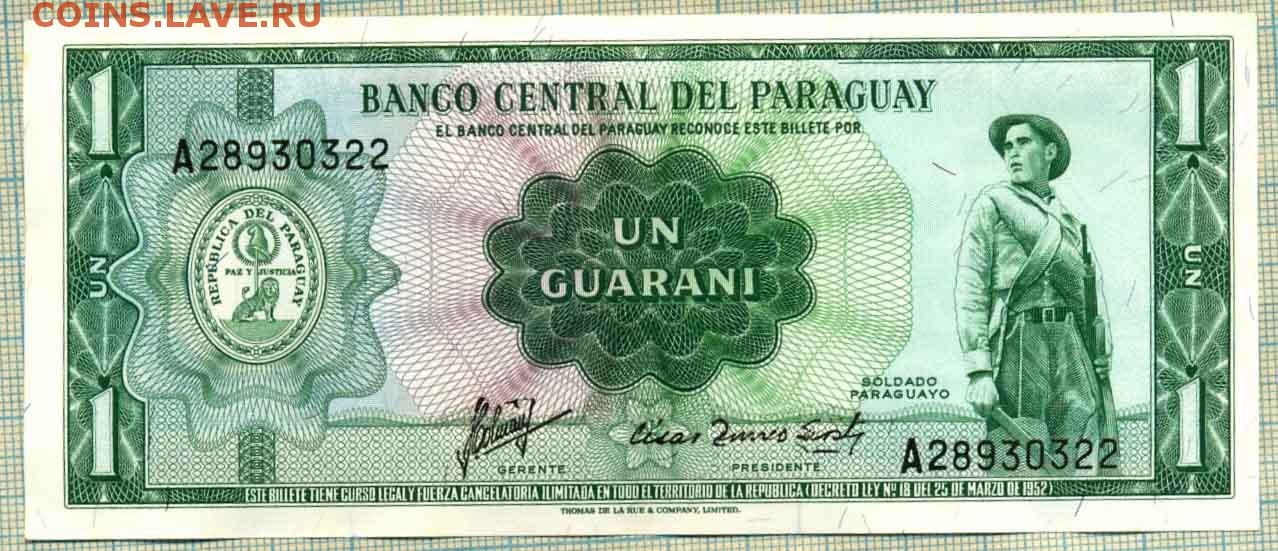 COINS.LAVE.RU
1
1
BANCO CENTRAL DEL PARAGUAY
EL BANCO CENTRAL DEL PARAGUAY RECONOCE ESTE BILLETE POR
A28930322
UN
GUARANI
REPUBLICA DEL PARAGUAY
PAZ Y JUSTICIA
UN
UN
SOLDADO
PARAGUAYO
1
1
GERENTE
PRESIDENTE
A28930322
ESTE BILLETE TIENE CURSO LEGAL Y FUERZA CANCELATORIA ILIMITADA EN TODO EL TERRITORIO DE LA REPUBLICA (DECRETO LEY Nº 18 DEL 25 DE MARZO DE 1952)
THOMAS DE LA RUE & COMPANY, LIMITED.